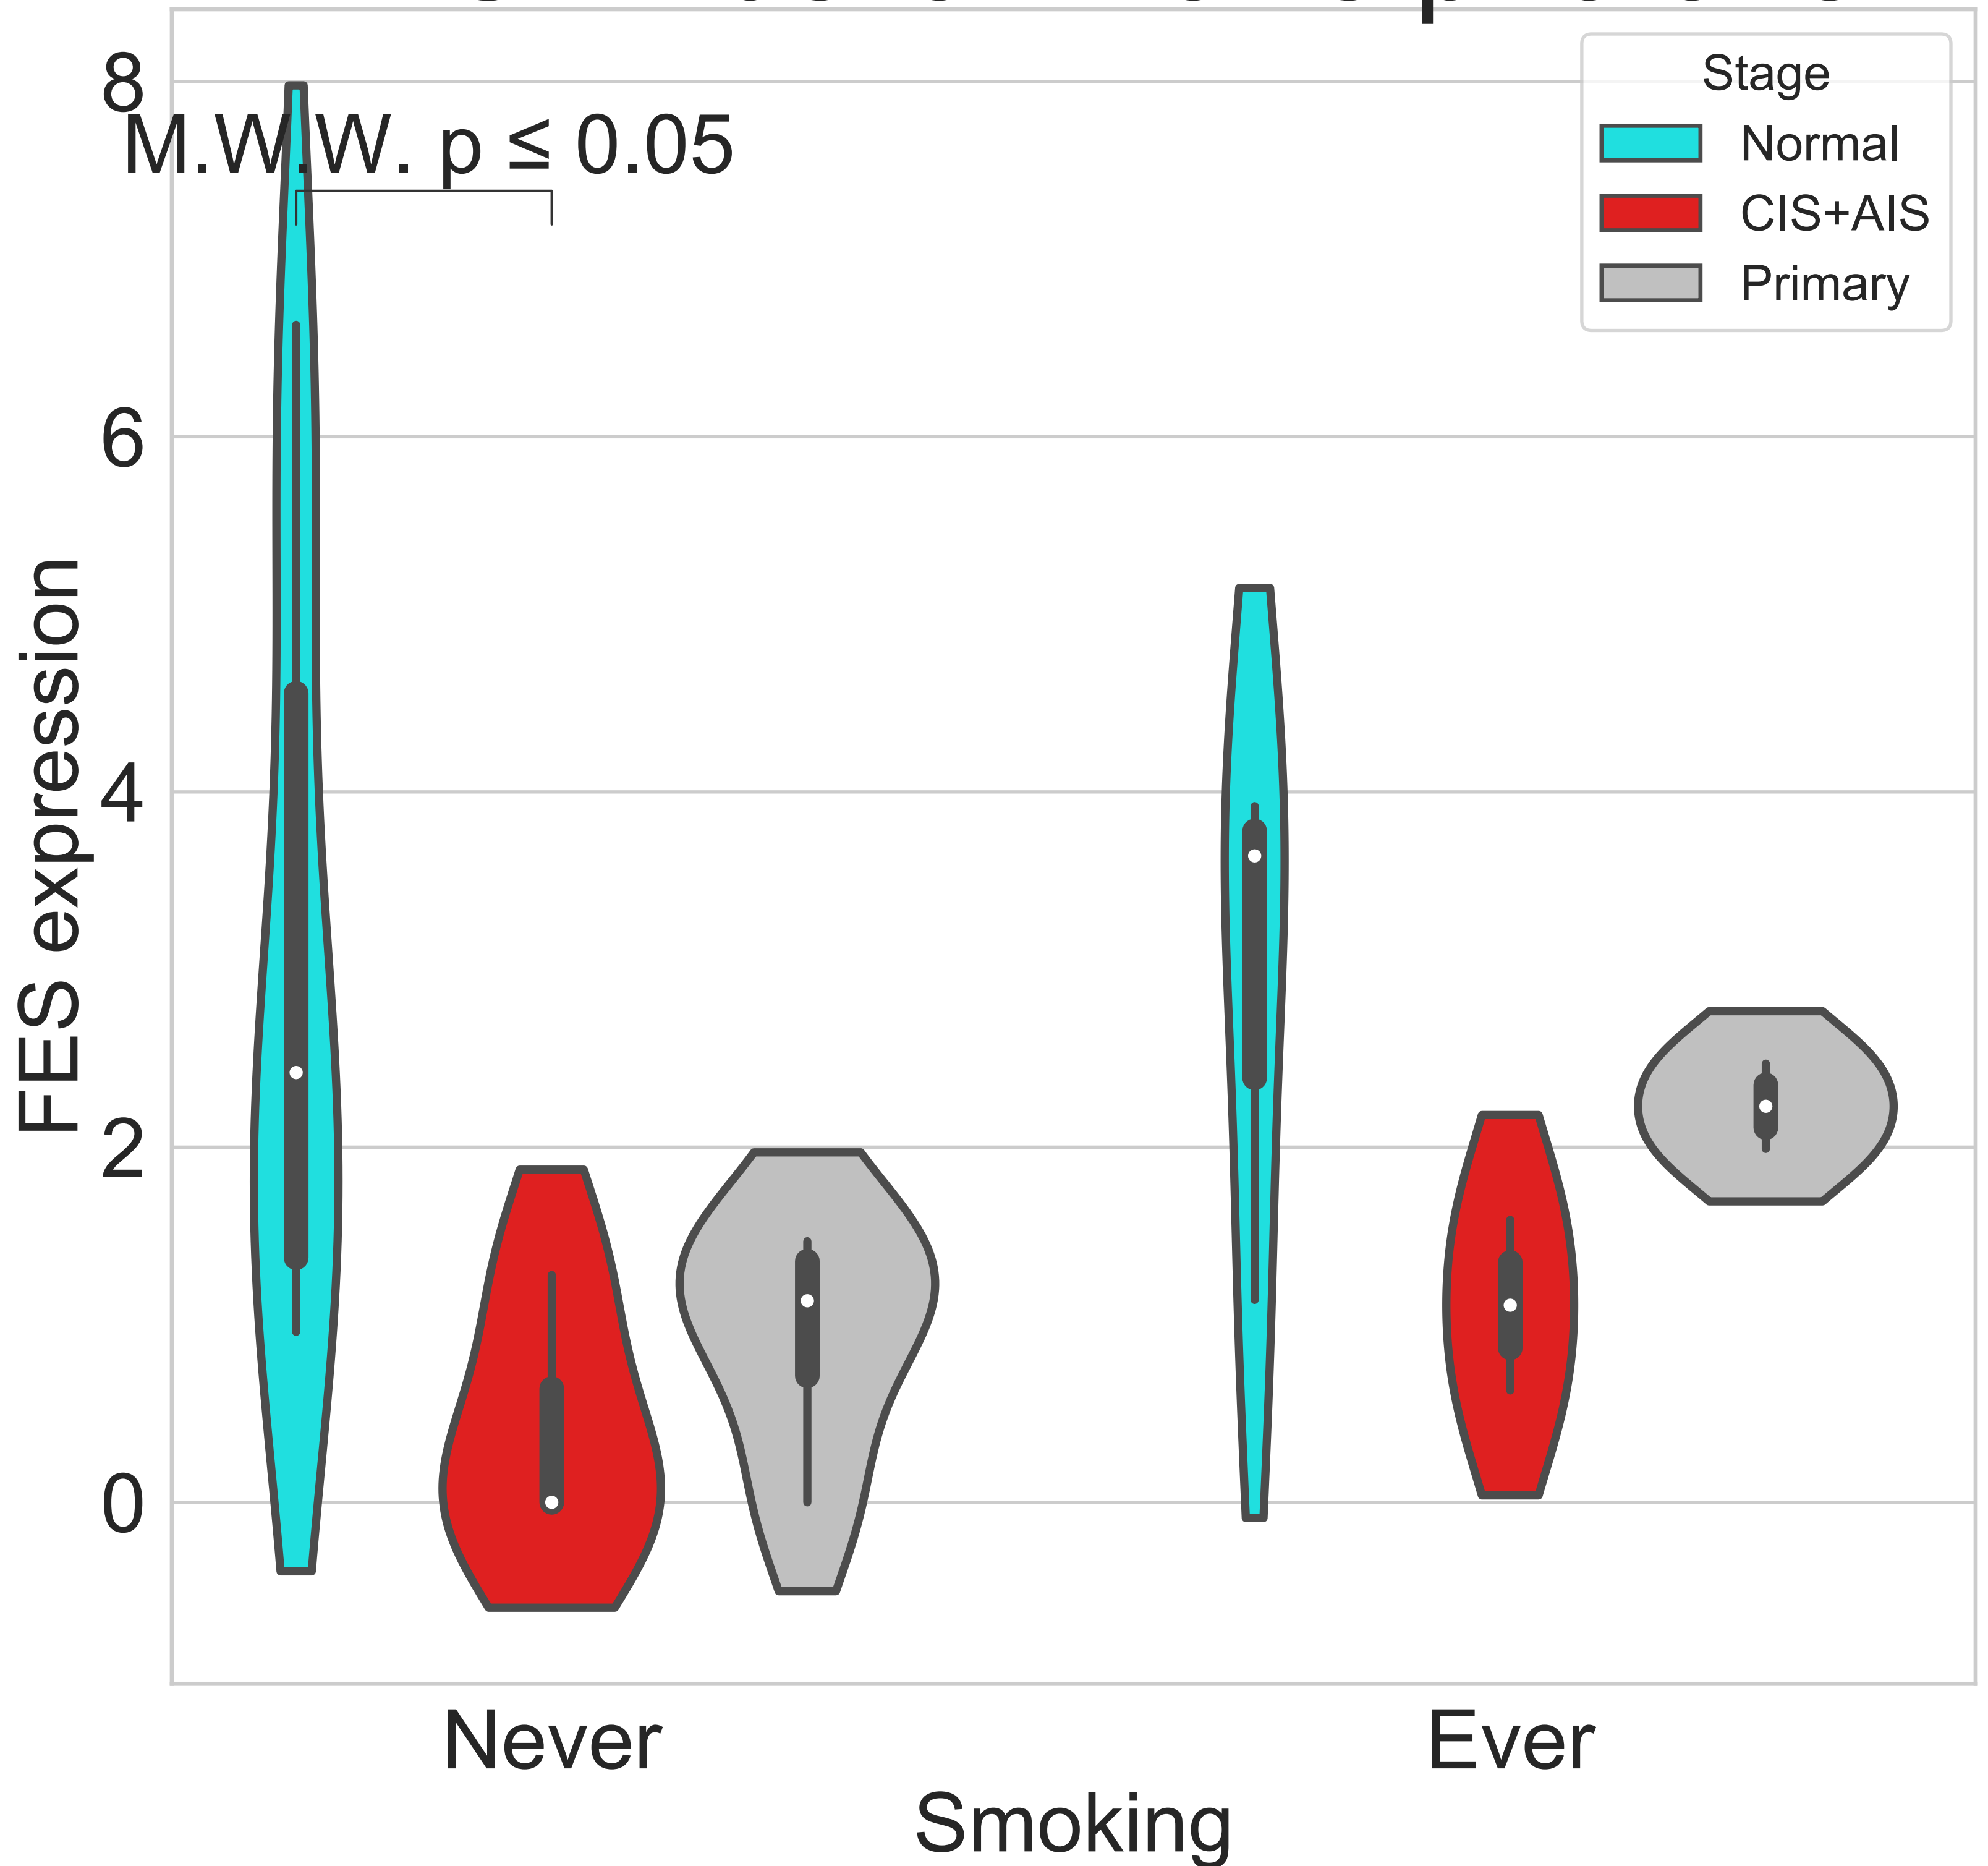 Stage
Normal
CIS+AIS
Primary
M.W.W. p ≤ 0.05
8
6
4
2
0
FES expression
Never
Ever
Smoking